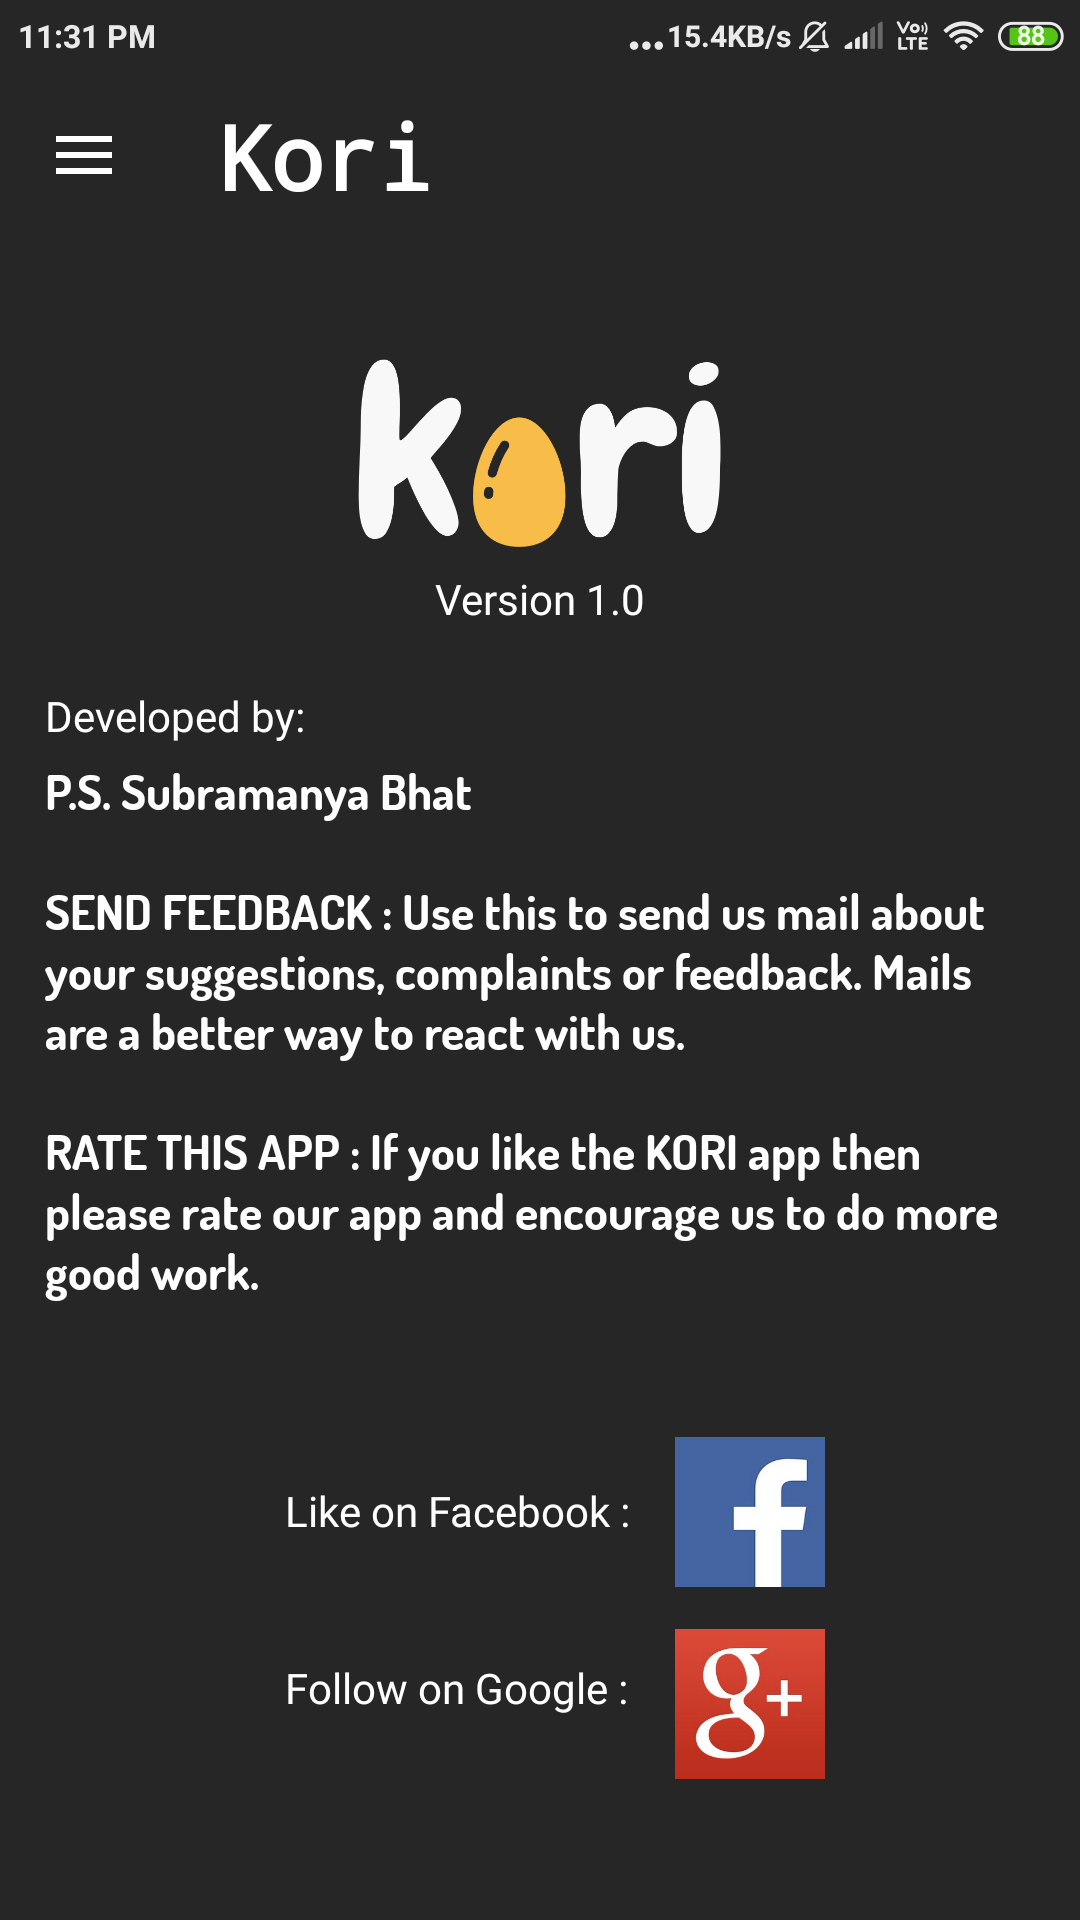 11:31 PM ...15.4KB/s VO LTE 88
Kori
kori
Version 1.0
Developed by:
P.S. Subramanya Bhat
SEND FEEDBACK : Use this to send us mail about
your suggestions, complaints or feedback. Mails
are a better way to react with us.
RATE THIS APP : If you like the KORI app then
please rate our app and encourage us to do more
good work.
Like on Facebook : f
Follow on Google : g+